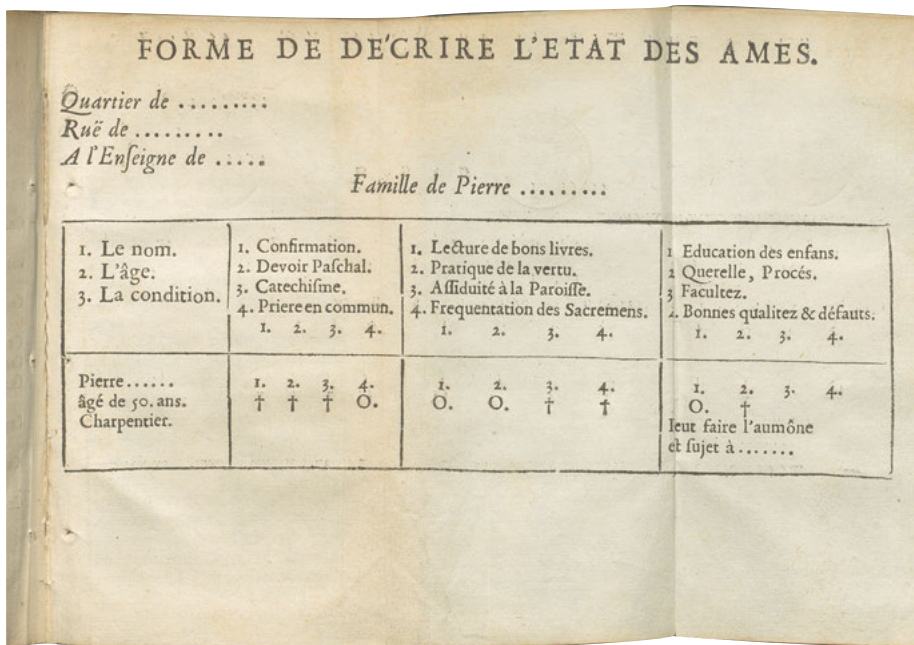 FORME DE DE'CRIRE L'ETAT DES AMES.
Quartier de .........
Ruë de .........
A l'Enſeigne de .....
Famille de Pierre .........
1. Le nom.
2. L'âge.
3. La condition.
1. Confirmation.
2. Devoir Paſchal.
3. Catechiſme.
4. Priere en commun.
1. 2. 3. 4.
1. Lecture de bons livres.
2. Pratique de la vertu.
3. Aſſiduité à la Paroiſſe.
4. Frequentation des Sacremens.
1. 2. 3. 4.
1 Education des enfans.
2 Querelle, Procés.
3 Facultez.
4. Bonnes qualitez & défauts.
1. 2. 3. 4.
Pierre......
âgé de 50. ans.
Charpentier.
1. 2. 3. 4.
† † † O.
1. 2. 3. 4.
O. O. † †
1. 2. 3. 4.
O. †
faire l'aumône
et ſujet à .......